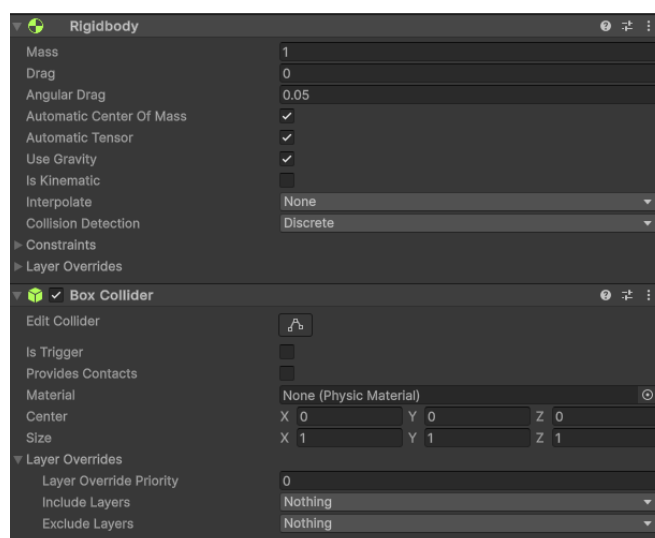 Rigidbody
Mass 1
Drag 0
Angular Drag 0.05
Automatic Center Of Mass
Automatic Tensor
Use Gravity
Is Kinematic
Interpolate None
Collision Detection Discrete
Constraints
Layer Overrides
Box Collider
Edit Collider
Is Trigger
Provides Contacts
Material None (Physic Material)
Center X 0 Y 0 Z 0
Size X 1 Y 1 Z 1
Layer Overrides
Layer Override Priority 0
Include Layers Nothing
Exclude Layers Nothing